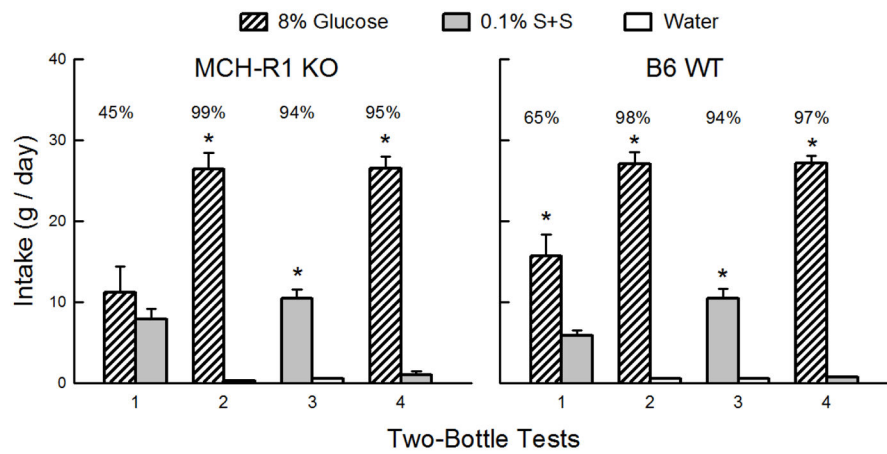 8% Glucose 0.1% S+S Water
MCH-R1 KO B6 WT
45% 99% 94% 95% 65% 98% 94% 97%
* * * * * * *
40
30
20
10
0
Intake (g / day)
1 2 3 4 1 2 3 4
Two-Bottle Tests